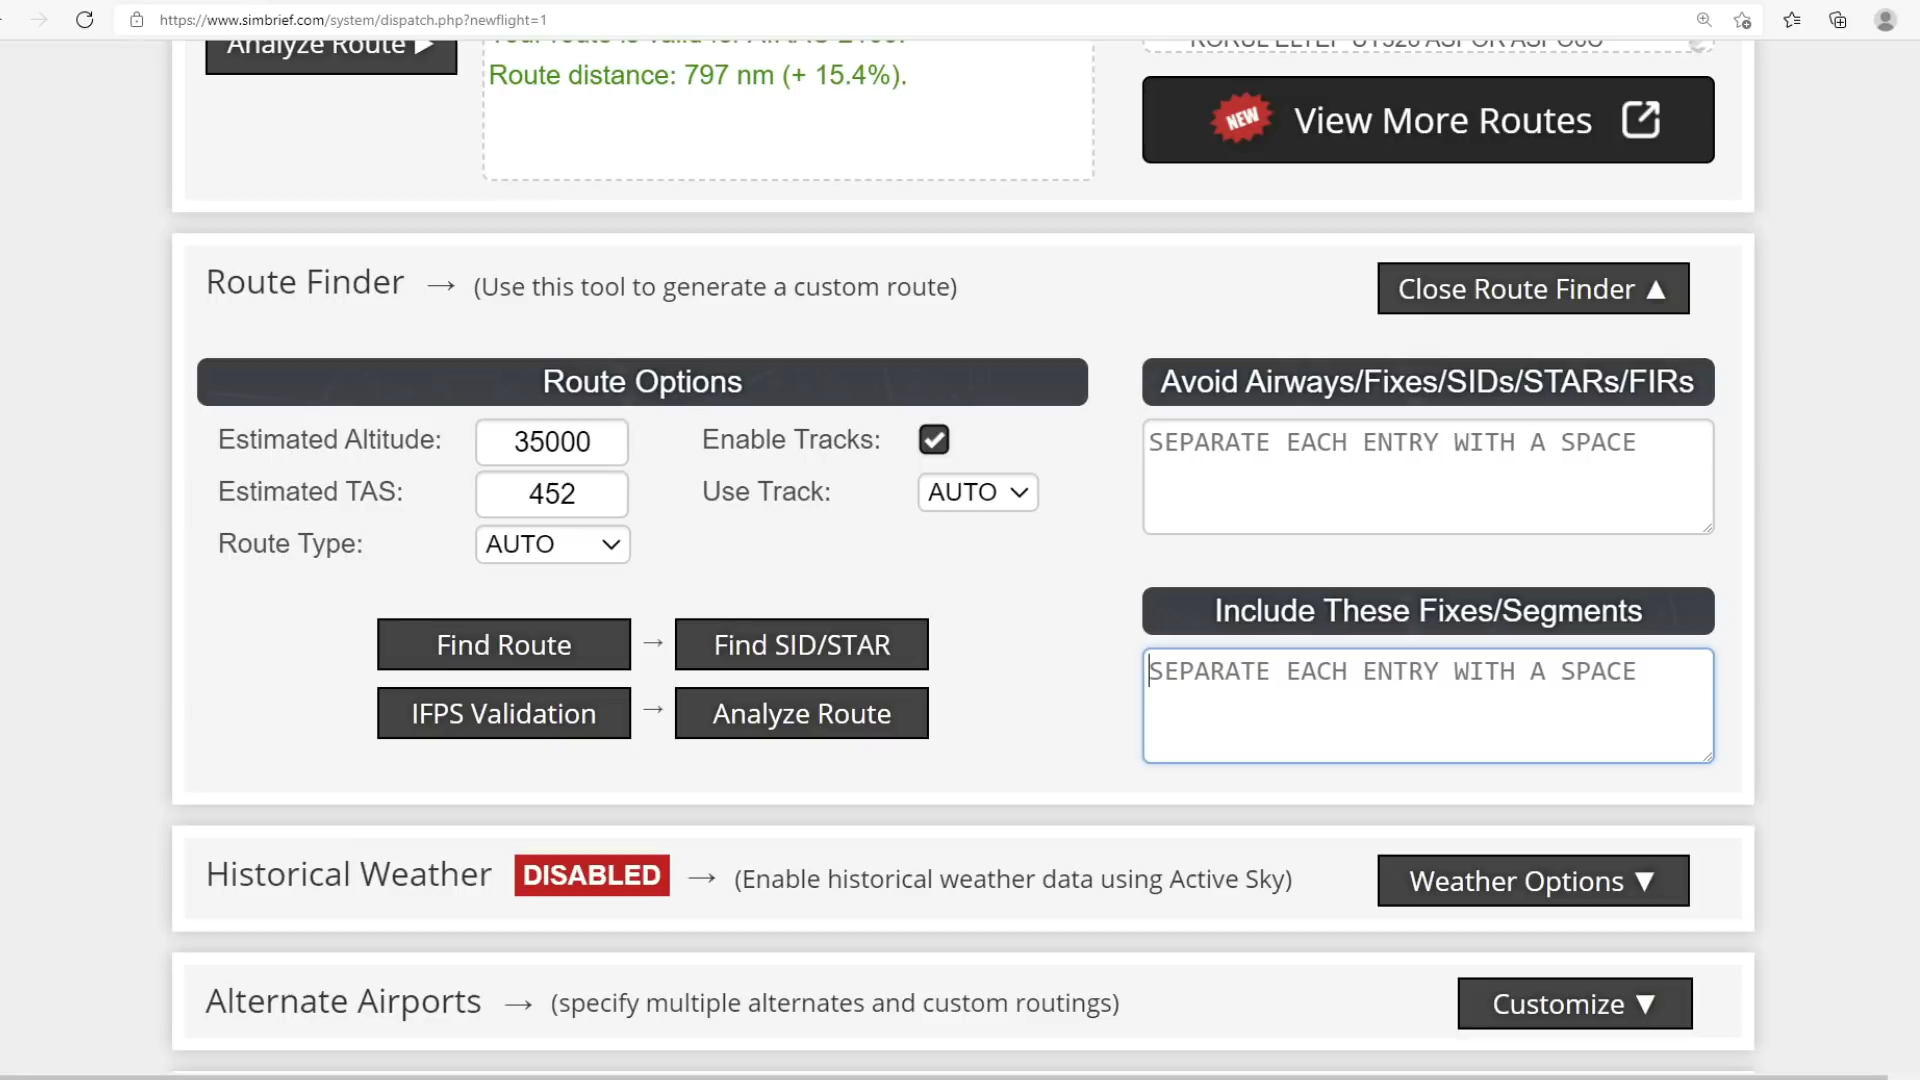 https://www.simbrief.com/system/dispatch.php?newflight=1
Analyze Route ▶
Route distance: 797 nm (+ 15.4%).
NEW View More Routes
Route Finder → (Use this tool to generate a custom route)
Close Route Finder ▲
Route Options
Estimated Altitude: 35000
Enable Tracks:
Estimated TAS: 452
Use Track: AUTO
Route Type: AUTO
Find Route → Find SID/STAR
IFPS Validation → Analyze Route
Avoid Airways/Fixes/SIDs/STARs/FIRs
SEPARATE EACH ENTRY WITH A SPACE
Include These Fixes/Segments
SEPARATE EACH ENTRY WITH A SPACE
Historical Weather DISABLED → (Enable historical weather data using Active Sky)
Weather Options ▼
Alternate Airports → (specify multiple alternates and custom routings)
Customize ▼